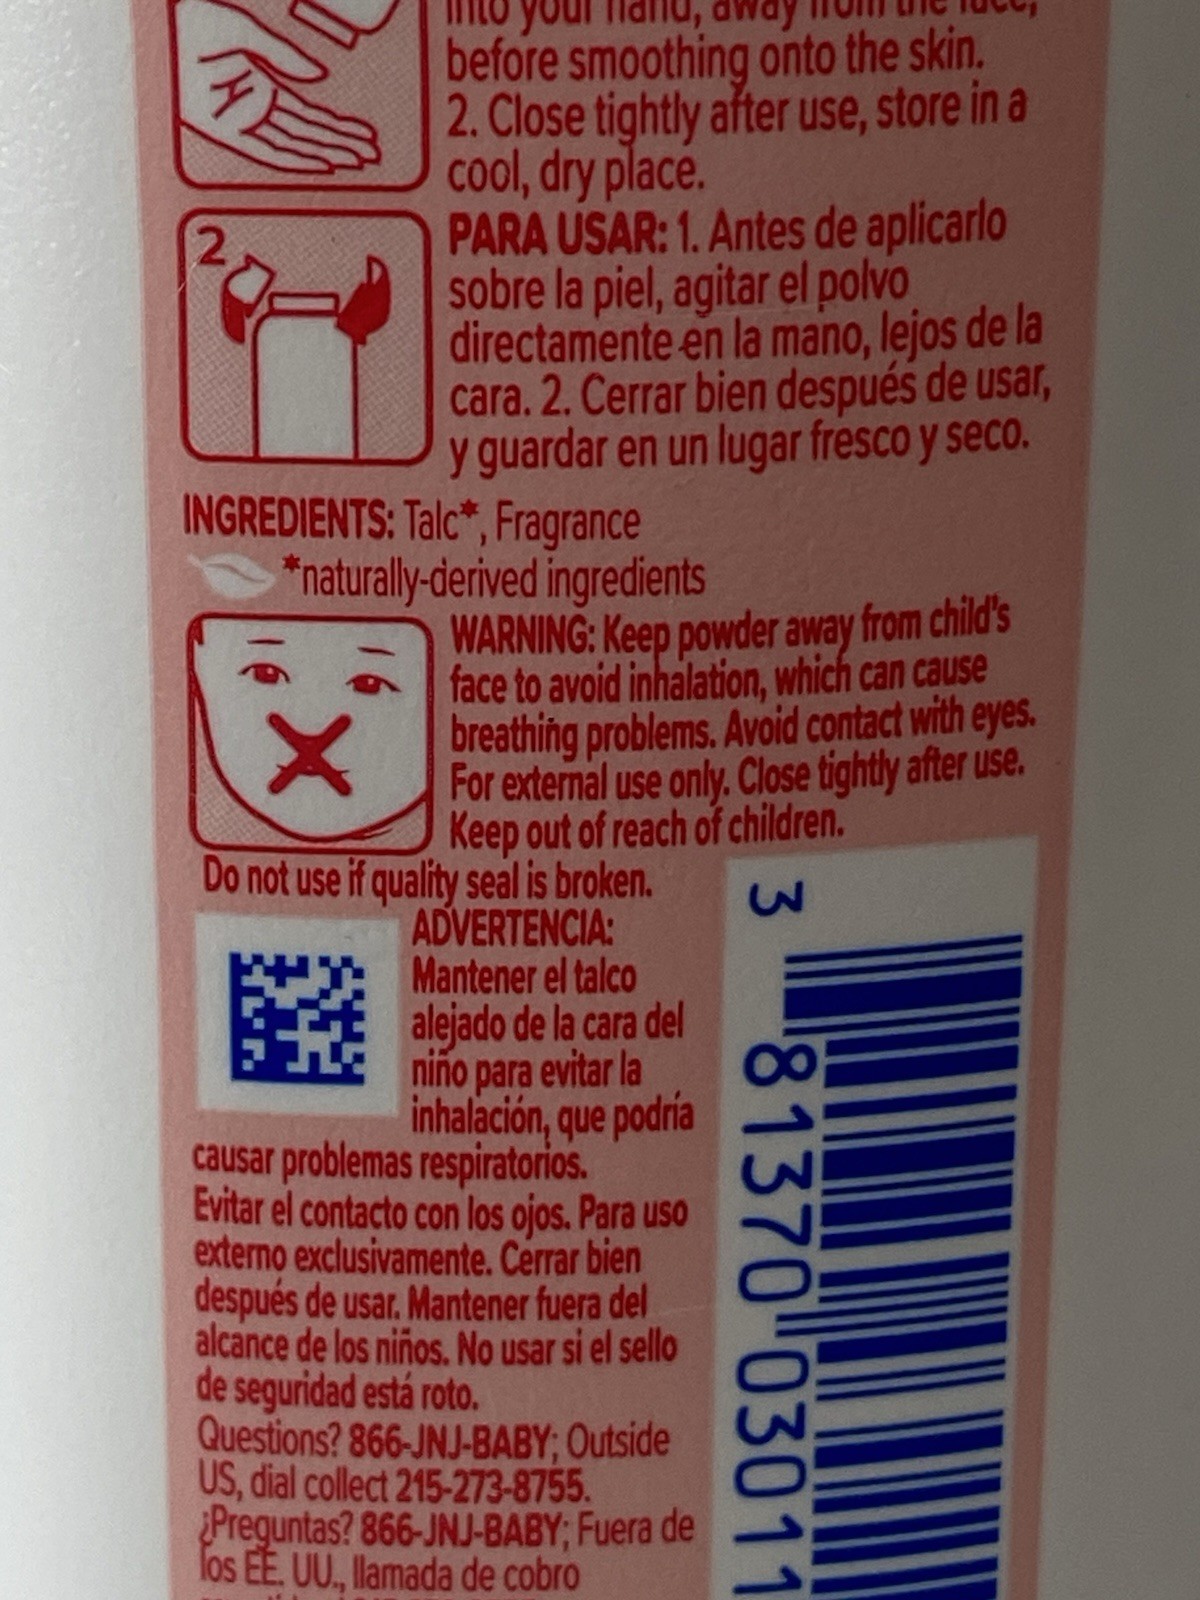 into your hand, away from the face,
before smoothing onto the skin.
2. Close tightly after use, store in a
cool, dry place.
2
PARA USAR: 1. Antes de aplicarlo
sobre la piel, agitar el polvo
directamente en la mano, lejos de la
cara. 2. Cerrar bien después de usar,
y guardar en un lugar fresco y seco.
INGREDIENTS: Talc*, Fragrance
*naturally-derived ingredients
WARNING: Keep powder away from child's
face to avoid inhalation, which can cause
breathing problems. Avoid contact with eyes.
For external use only. Close tightly after use.
Keep out of reach of children.
Do not use if quality seal is broken.
ADVERTENCIA:
Mantener el talco
alejado de la cara del
niño para evitar la
inhalación, que podría
causar problemas respiratorios.
Evitar el contacto con los ojos. Para uso
externo exclusivamente. Cerrar bien
después de usar. Mantener fuera del
alcance de los niños. No usar si el sello
de seguridad está roto.
Questions? 866-JNJ-BABY; Outside
US, dial collect 215-273-8755.
¿Preguntas? 866-JNJ-BABY; Fuera de
los EE. UU., llamada de cobro
3 81370 03011